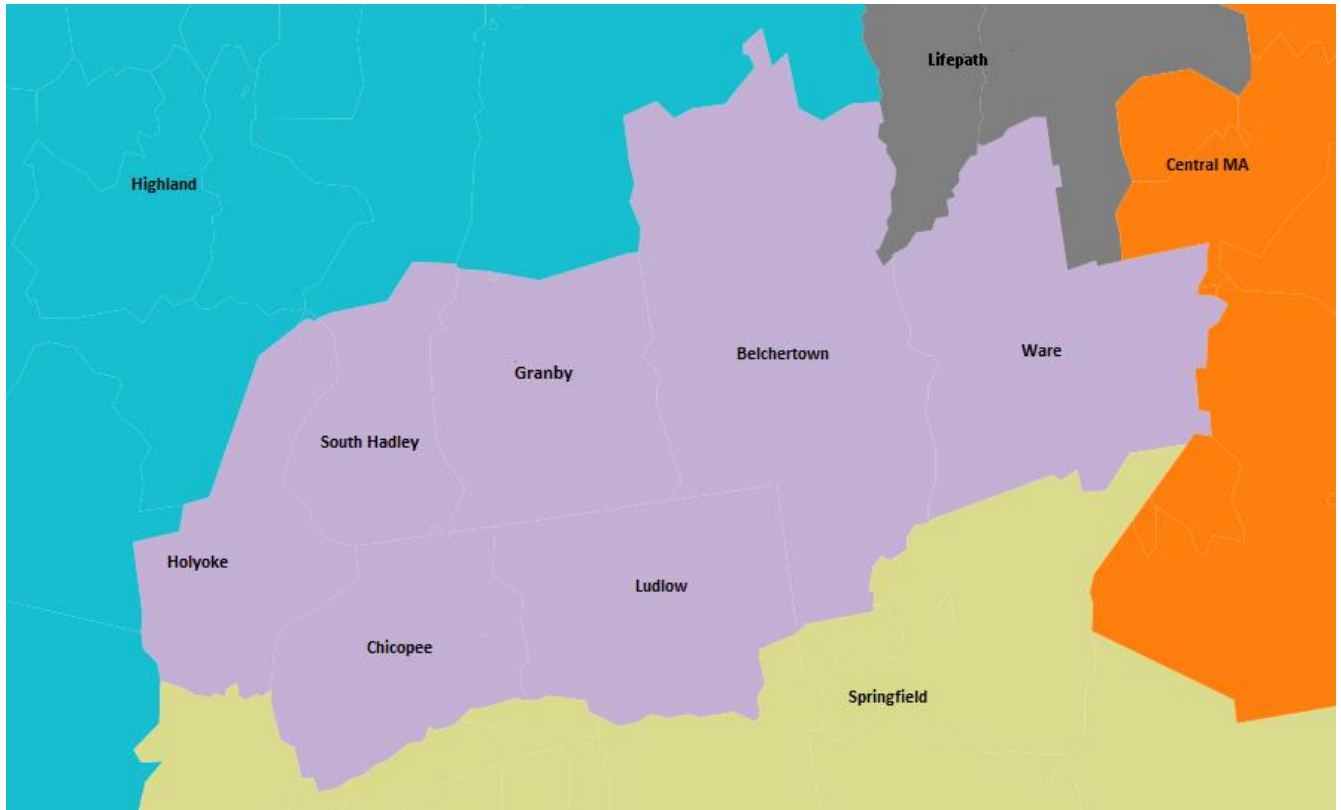 Lifepath
Central MA
Highland
Belchertown
Ware
Granby
South Hadley
Holyoke
Ludlow
Chicopee
Springfield